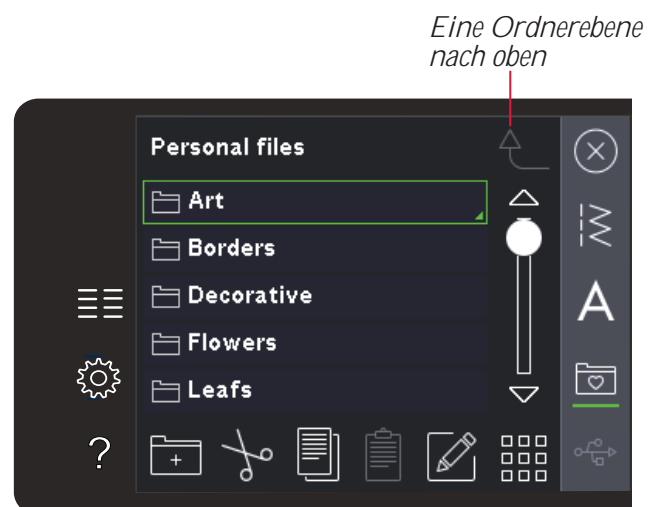 Eine Ordnerebene
nach oben
Personal files
Art
Borders
Decorative
Flowers
Leafs
A
?